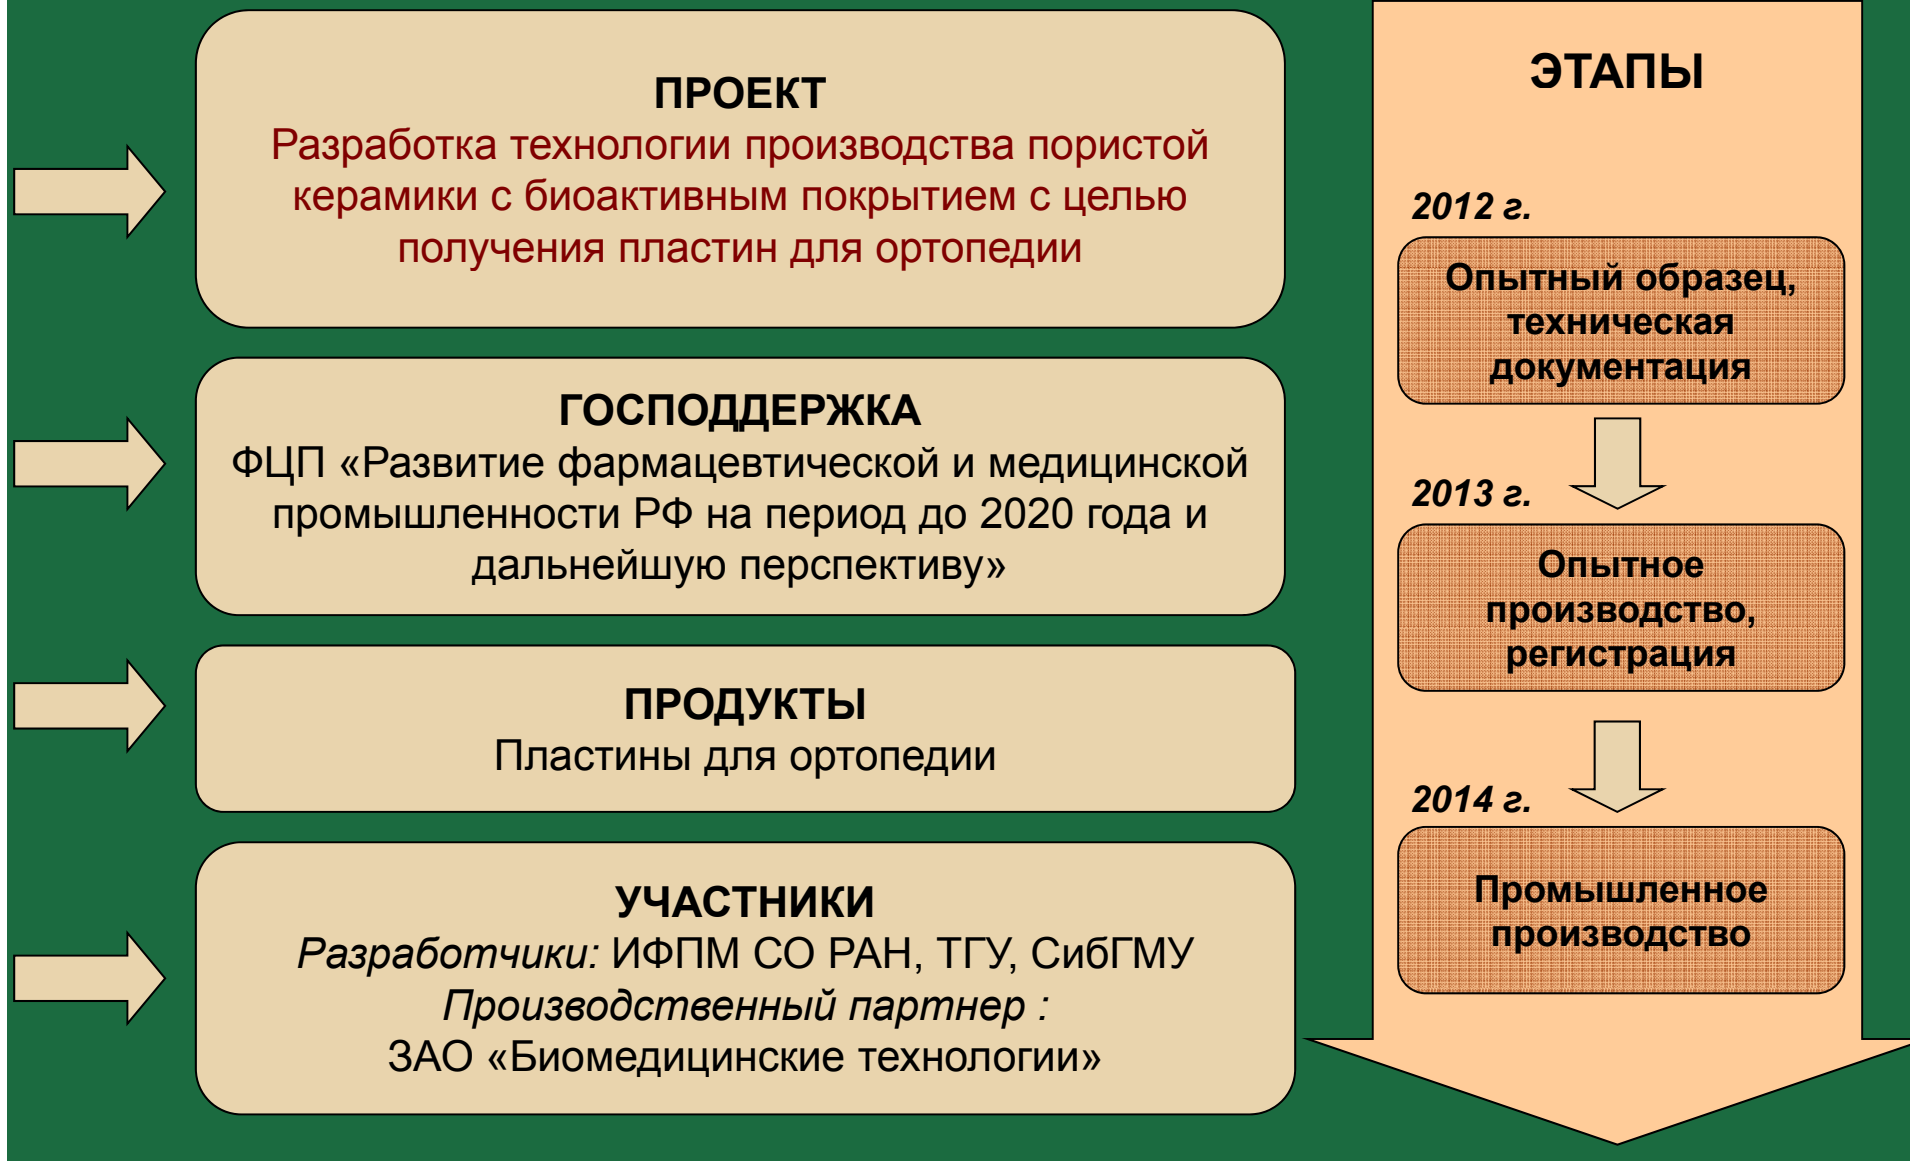 ПРОЕКТ
Разработка технологии производства пористой
керамики с биоактивным покрытием с целью
получения пластин для ортопедии
ГОСПОДДЕРЖКА
ФЦП «Развитие фармацевтической и медицинской
промышленности РФ на период до 2020 года и
дальнейшую перспективу»
ПРОДУКТЫ
Пластины для ортопедии
УЧАСТНИКИ
Разработчики: ИФПМ СО РАН, ТГУ, СибГМУ
Производственный партнер :
ЗАО «Биомедицинские технологии»
ЭТАПЫ
2012 г.
Опытный образец,
техническая
документация
2013 г.
Опытное
производство,
регистрация
2014 г.
Промышленное
производство